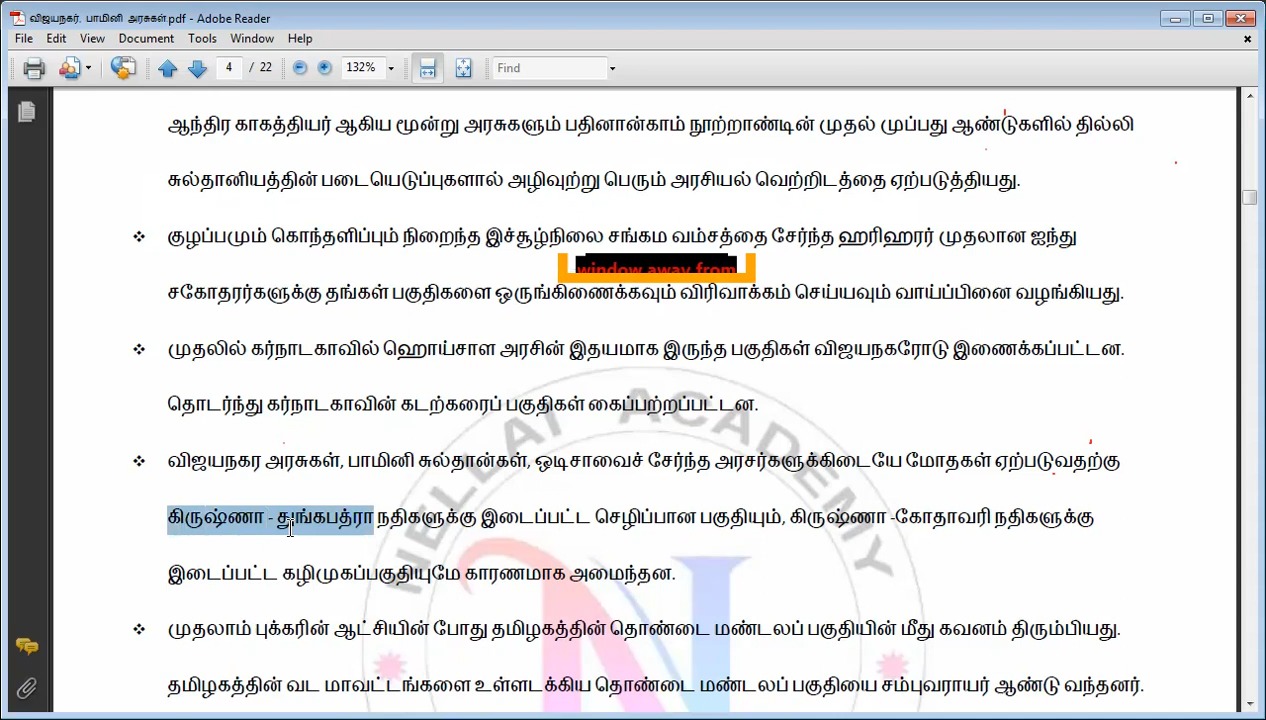 விஜயநகர், பாமினி அரசுகள்.pdf - Adobe Reader
File Edit View Document Tools Window Help
4 / 22 132% Find
ஆந்திர காகத்தியர் ஆகிய மூன்று அரசுகளும் பதினான்காம் நூற்றாண்டின் முதல் முப்பது ஆண்டுகளில் தில்லி
சுல்தானியத்தின் படையெடுப்புகளால் அழிவுற்று பெரும் அரசியல் வெற்றிடத்தை ஏற்படுத்தியது.
❖ குழப்பமும் கொந்தளிப்பும் நிறைந்த இச்சூழ்நிலை சங்கம வம்சத்தை சேர்ந்த ஹரிஹரர் முதலான ஐந்து
window away from
சகோதரர்களுக்கு தங்கள் பகுதிகளை ஒருங்கிணைக்கவும் விரிவாக்கம் செய்யவும் வாய்ப்பினை வழங்கியது.
❖ முதலில் கர்நாடகாவில் ஹொய்சாள அரசின் இதயமாக இருந்த பகுதிகள் விஜயநகரோடு இணைக்கப்பட்டன.
தொடர்ந்து கர்நாடகாவின் கடற்கரைப் பகுதிகள் கைப்பற்றப்பட்டன.
❖ விஜயநகர அரசுகள், பாமினி சுல்தான்கள், ஒடிசாவைச் சேர்ந்த அரசர்களுக்கிடையே மோதகள் ஏற்படுவதற்கு
கிருஷ்ணா - துங்கபத்ரா நதிகளுக்கு இடைப்பட்ட செழிப்பான பகுதியும், கிருஷ்ணா -கோதாவரி நதிகளுக்கு
இடைப்பட்ட கழிமுகப்பகுதியுமே காரணமாக அமைந்தன.
❖ முதலாம் புக்கரின் ஆட்சியின் போது தமிழகத்தின் தொண்டை மண்டலப் பகுதியின் மீது கவனம் திரும்பியது.
தமிழகத்தின் வட மாவட்டங்களை உள்ளடக்கிய தொண்டை மண்டலப் பகுதியை சம்புவராயர் ஆண்டு வந்தனர்.
NELLAI ACADEMY
N